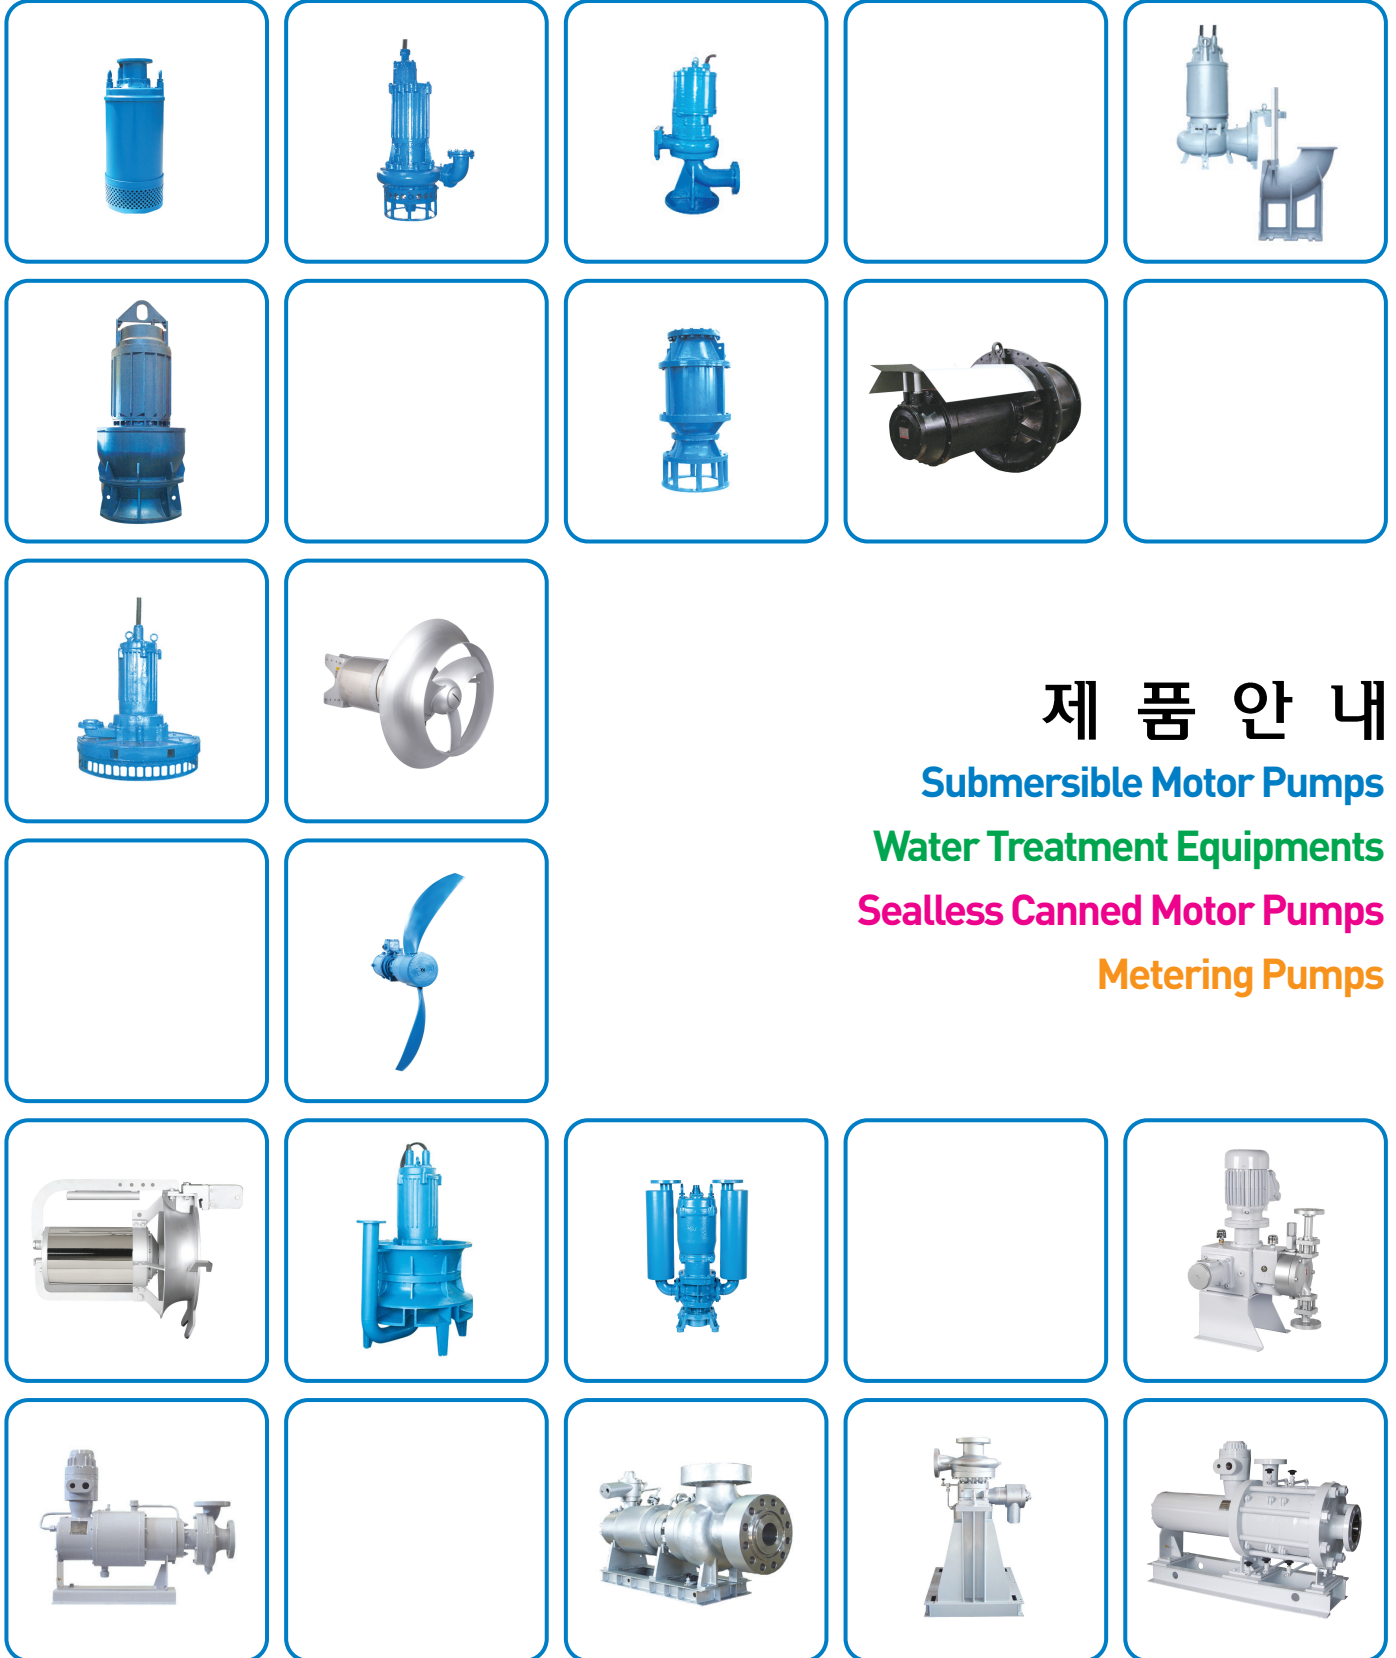 제 품 안 내
Submersible Motor Pumps
Water Treatment Equipments
Sealless Canned Motor Pumps
Metering Pumps